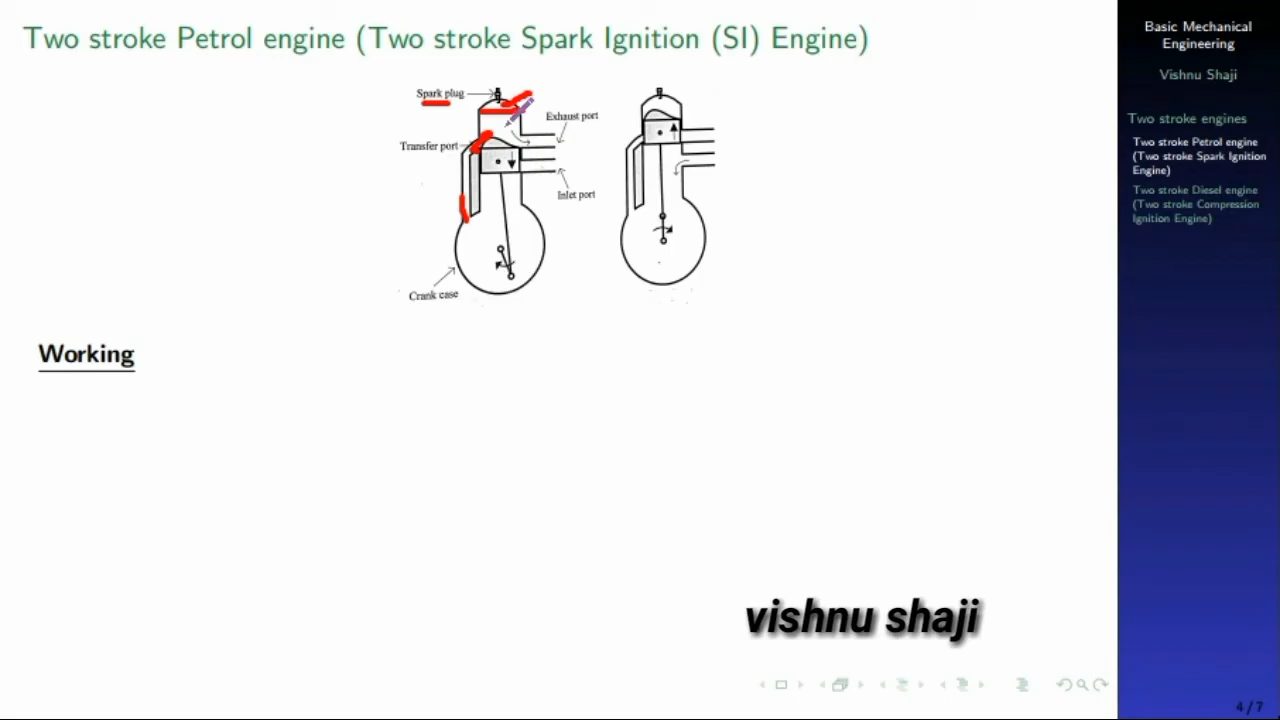 Two stroke Petrol engine (Two stroke Spark Ignition (SI) Engine)
Spark plug
Exhaust port
Transfer port
Inlet port
Crank case
Working
vishnu shaji
Basic Mechanical
Engineering
Vishnu Shaji
Two stroke engines
Two stroke Petrol engine
(Two stroke Spark Ignition
Engine)
Two stroke Diesel engine
(Two stroke Compression
Ignition Engine)
4 / 7